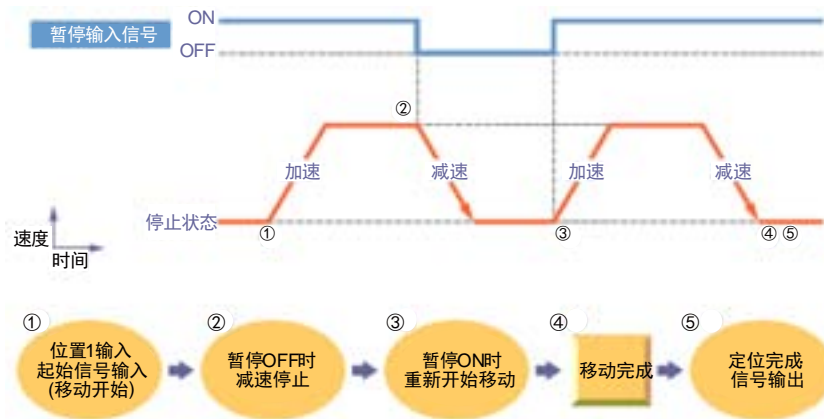 ON
暂停输入信号
OFF
②
加速
减速
加速
减速
停止状态
①
③
④ ⑤
速度
时间
①
②
③
④
⑤
位置1输入
起始信号输入
(移动开始)
暂停OFF时
减速停止
暂停ON时
重新开始移动
移动完成
定位完成
信号输出